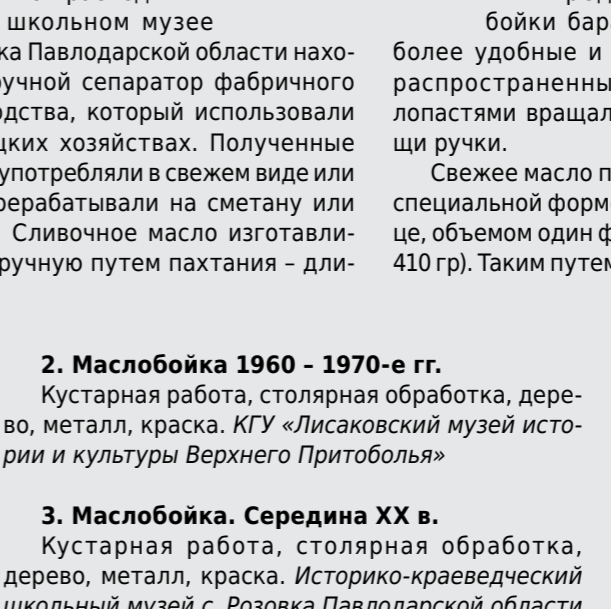 школьном музее
ка Павлодарской области нахо-
ручной сепаратор фабричного
одства, который использовали
цких хозяйствах. Полученные
употребляли в свежем виде или
рерабатывали на сметану или
Сливочное масло изготавли-
ручную путем пахтания – дли-
бойки бар
более удобные и
распространенны
лопастями вращал
щи ручки.
Свежее масло п
специальной форм
це, объемом один ф
410 гр). Таким путем
2. Маслобойка 1960 – 1970-е гг.
Кустарная работа, столярная обработка, дере-
во, металл, краска. КГУ «Лисаковский музей исто-
рии и культуры Верхнего Притоболья»
3. Маслобойка. Середина XX в.
Кустарная работа, столярная обработка,
дерево, металл, краска. Историко-краеведческий
школьный музей с. Розовка Павлодарской области